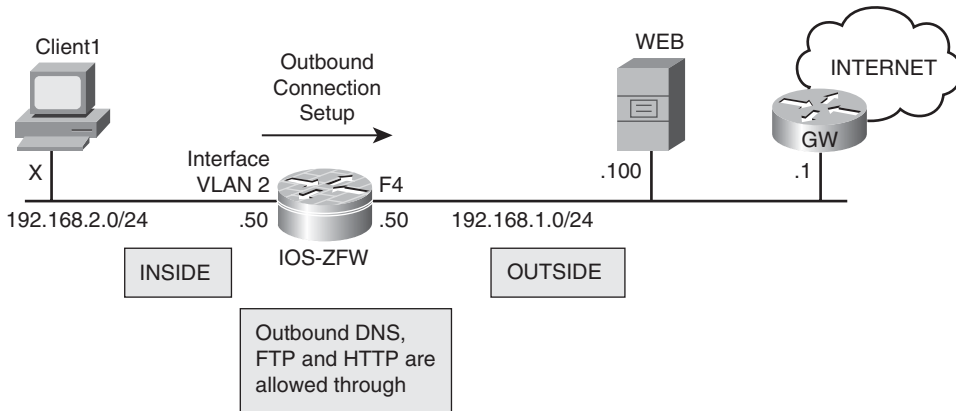 Client1
Outbound
Connection
Setup
WEB
INTERNET
GW
X
Interface
VLAN 2
F4
.100
.1
192.168.2.0/24
.50
.50
192.168.1.0/24
IOS-ZFW
INSIDE
OUTSIDE
Outbound DNS,
FTP and HTTP are
allowed through